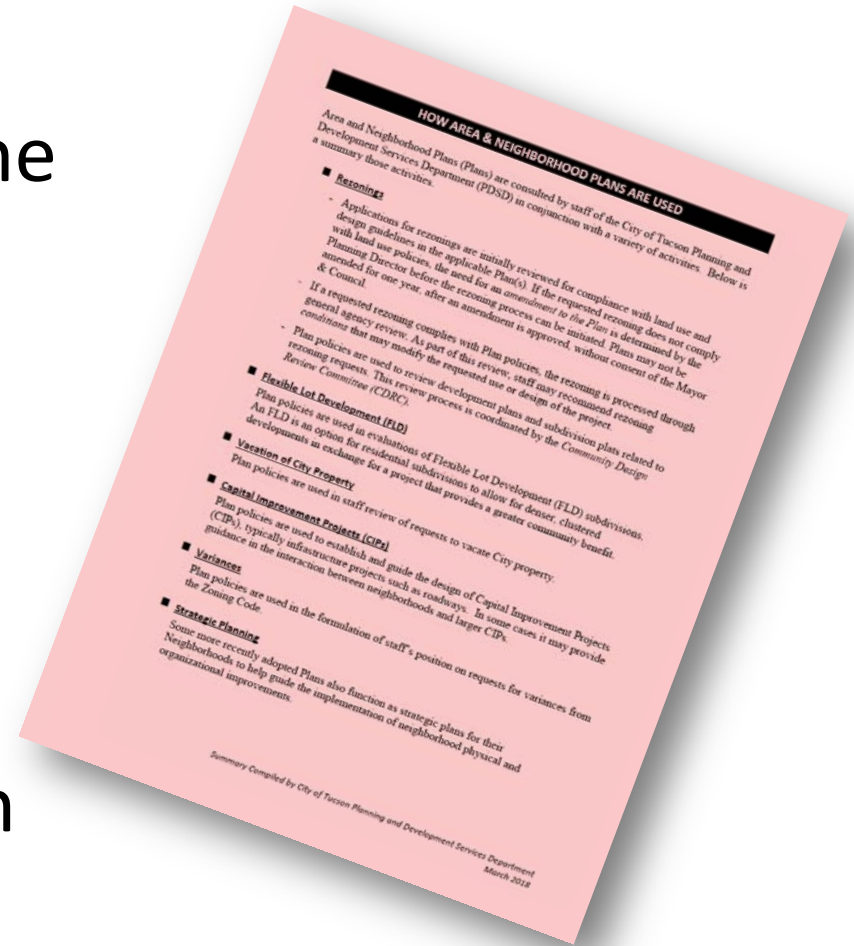 ne
HOW AREA & NEIGHBORHOOD PLANS ARE USED
Area and Neighborhood Plans (Plans) are consulted by staff of the City of Tucson Planning and
Development Services Department (PDSD) in conjunction with a variety of activities. Below is
a summary those activities.
■ Rezonings
- Applications for rezonings are initially reviewed for compliance with land use and
design guidelines in the applicable Plan(s). If the requested rezoning does not comply
with land use policies, the need for an amendment to the Plan is determined by the
Planning Director before the rezoning process can be initiated. Plans may not be
amended for one year, after an amendment is approved, without consent of the Mayor
& Council.
- If a requested rezoning complies with Plan policies, the rezoning is processed through
general agency review. As part of this review, staff may recommend rezoning
conditions that may modify the requested use or design of the project.
- Plan policies are used to review development plans and subdivision plats related to
rezoning requests. This review process is coordinated by the Community Design
Review Committee (CDRC).
■ Flexible Lot Development (FLD)
Plan policies are used in evaluations of Flexible Lot Development (FLD) subdivisions.
An FLD is an option for residential subdivisions to allow for denser, clustered
developments in exchange for a project that provides a greater community benefit.
■ Vacation of City Property
Plan policies are used in staff review of requests to vacate City property.
■ Capital Improvement Projects (CIPs)
Plan policies are used to establish and guide the design of Capital Improvement Projects
(CIPs), typically infrastructure projects such as roadways. In some cases it may provide
guidance in the interaction between neighborhoods and larger CIPs.
■ Variances
Plan policies are used in the formulation of staff's position on requests for variances from
the Zoning Code.
■ Strategic Planning
Some more recently adopted Plans also function as strategic plans for their
Neighborhoods to help guide the implementation of neighborhood physical and
organizational improvements.
Summary Compiled by City of Tucson Planning and Development Services Department
March 2018